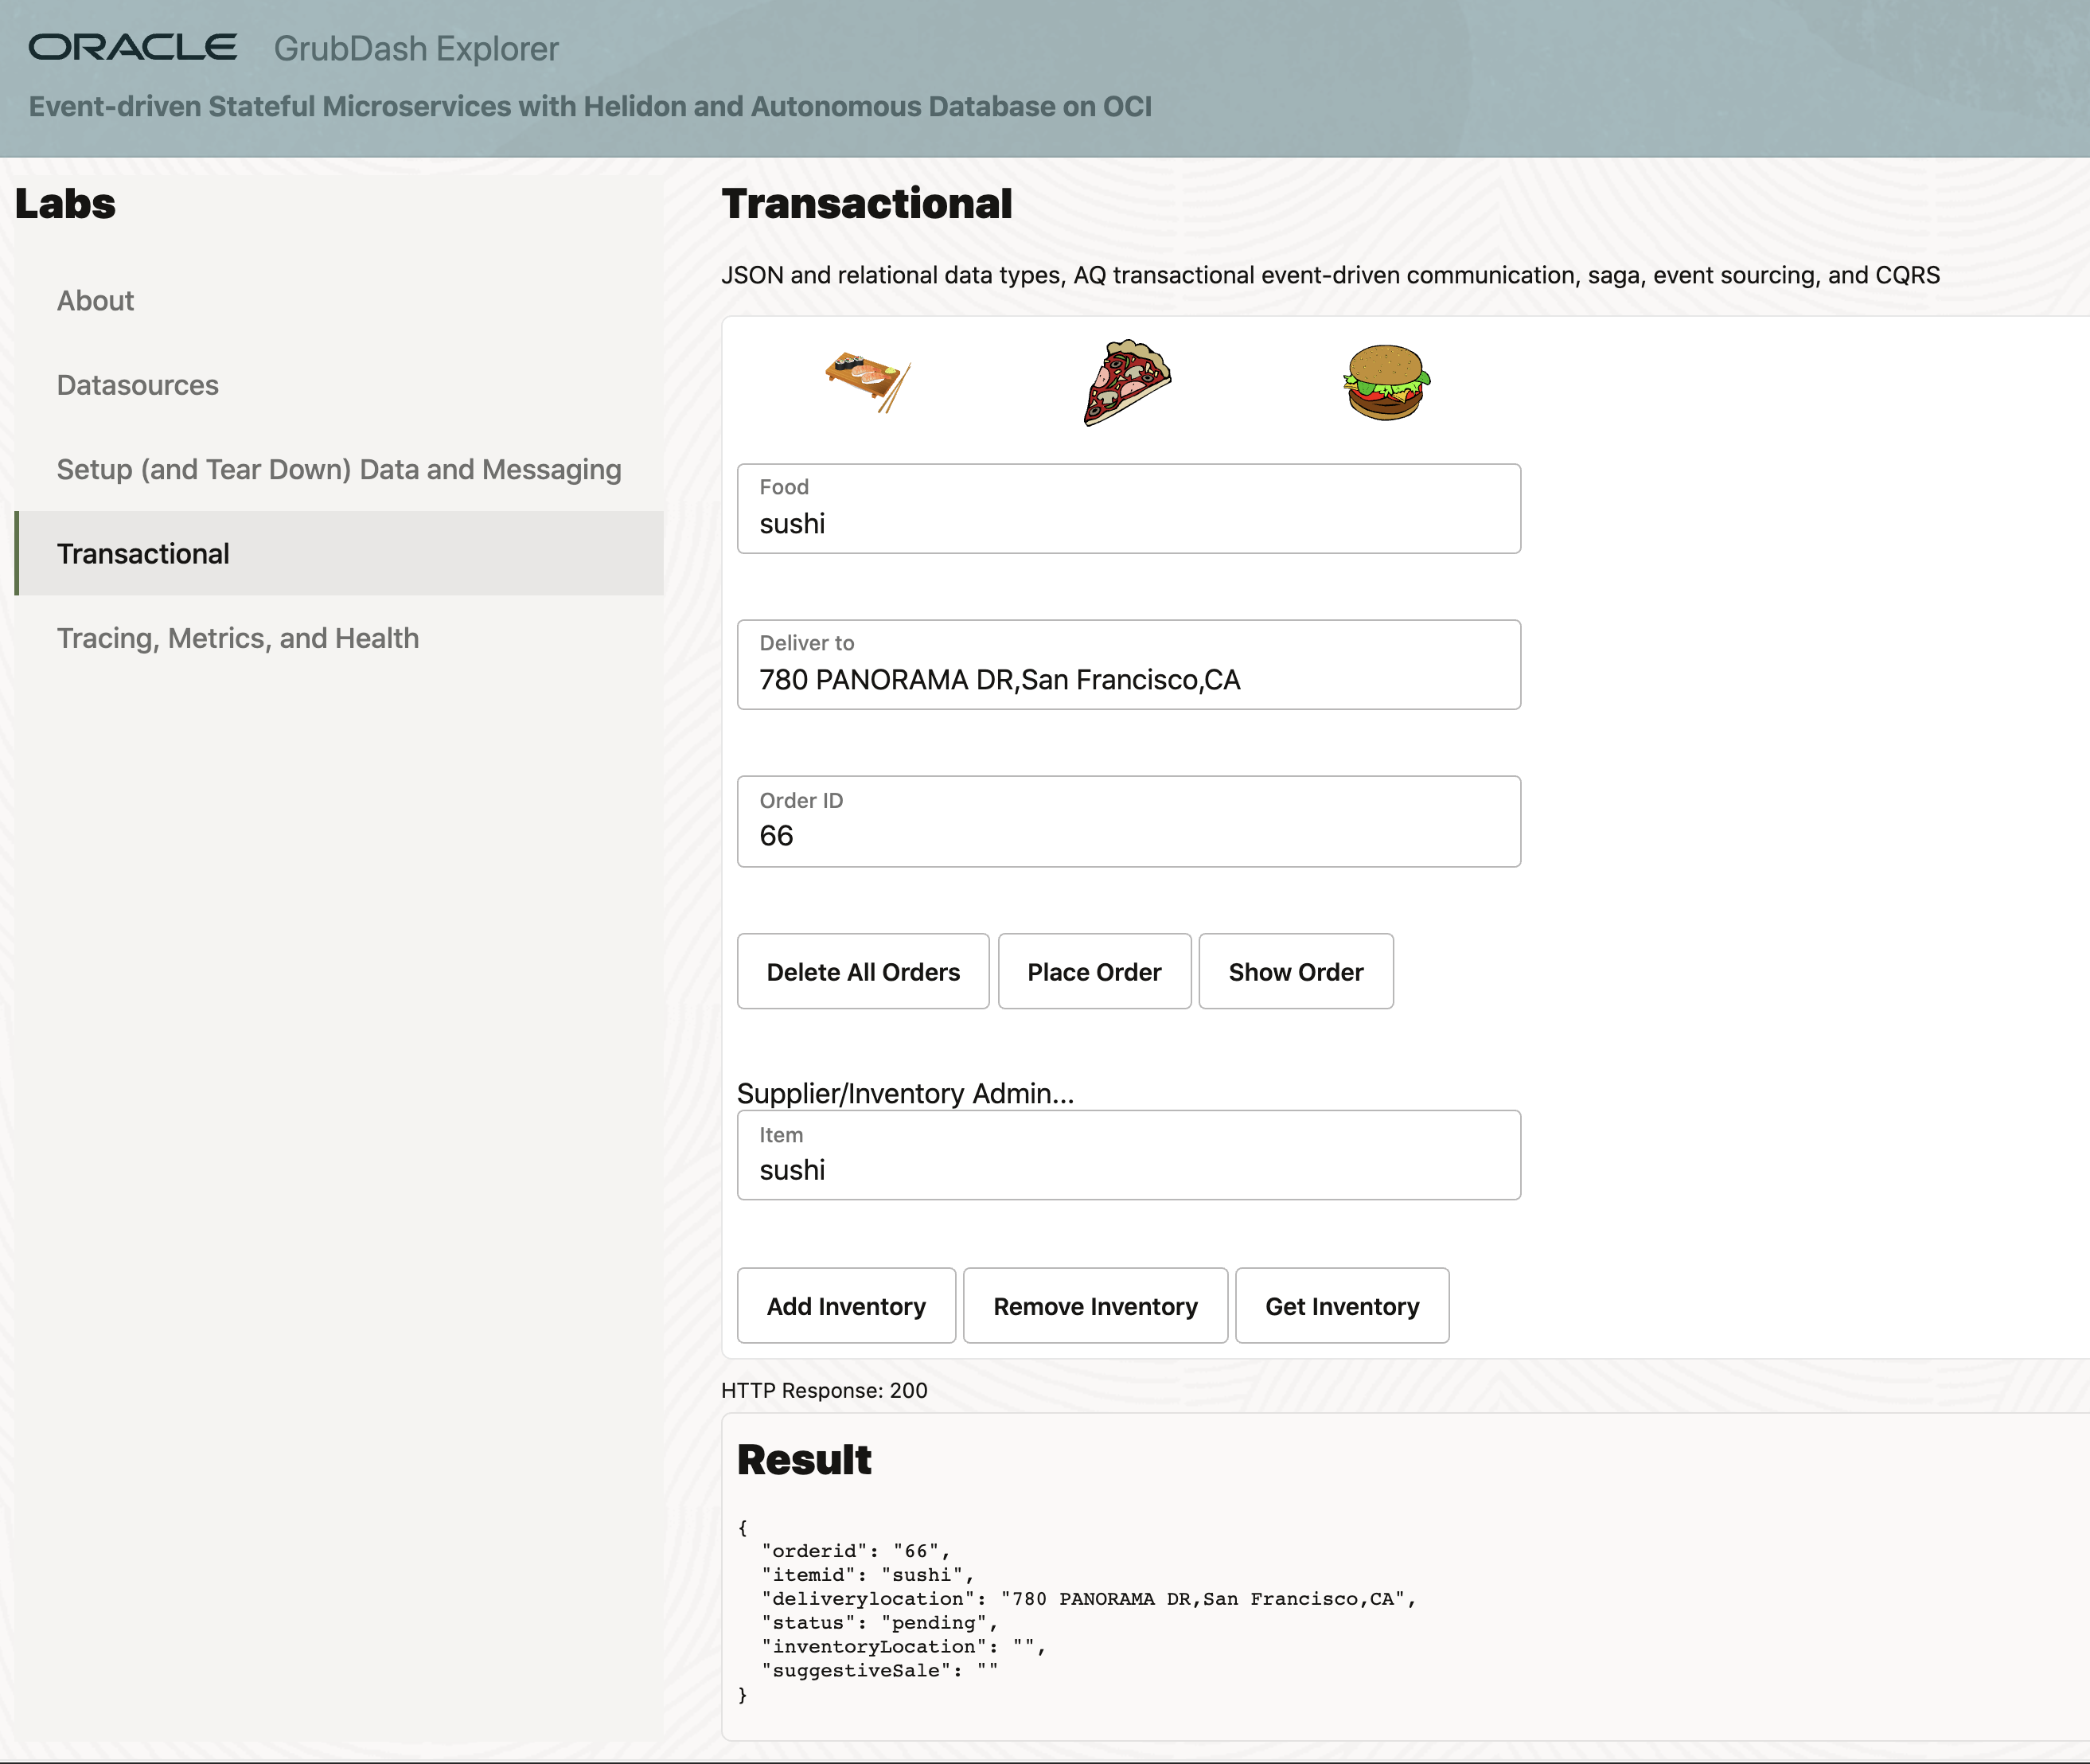 ORACLE GrubDash Explorer
Event-driven Stateful Microservices with Helidon and Autonomous Database on OCI
Labs
About
Datasources
Setup (and Tear Down) Data and Messaging
Transactional
Tracing, Metrics, and Health
Transactional
JSON and relational data types, AQ transactional event-driven communication, saga, event sourcing, and CQRS
Food
sushi
Deliver to
780 PANORAMA DR,San Francisco,CA
Order ID
66
Delete All Orders Place Order Show Order
Supplier/Inventory Admin...
Item
sushi
Add Inventory Remove Inventory Get Inventory
HTTP Response: 200
Result
{
  "orderid": "66",
  "itemid": "sushi",
  "deliverylocation": "780 PANORAMA DR,San Francisco,CA",
  "status": "pending",
  "inventoryLocation": "",
  "suggestiveSale": ""
}